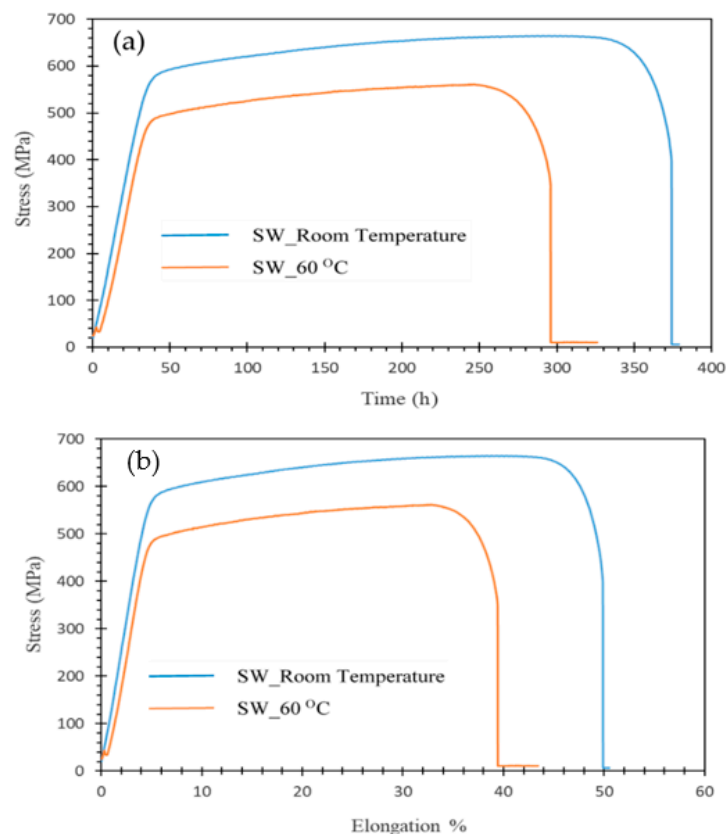 (a)
700
600
500
400
300
200
100
0
Stress (MPa)
SW_Room Temperature
SW_60 ᴼC
0 50 100 150 200 250 300 350 400
Time (h)
(b)
700
600
500
400
300
200
100
0
Stress (MPa)
SW_Room Temperature
SW_60 ᴼC
0 10 20 30 40 50 60
Elongation %